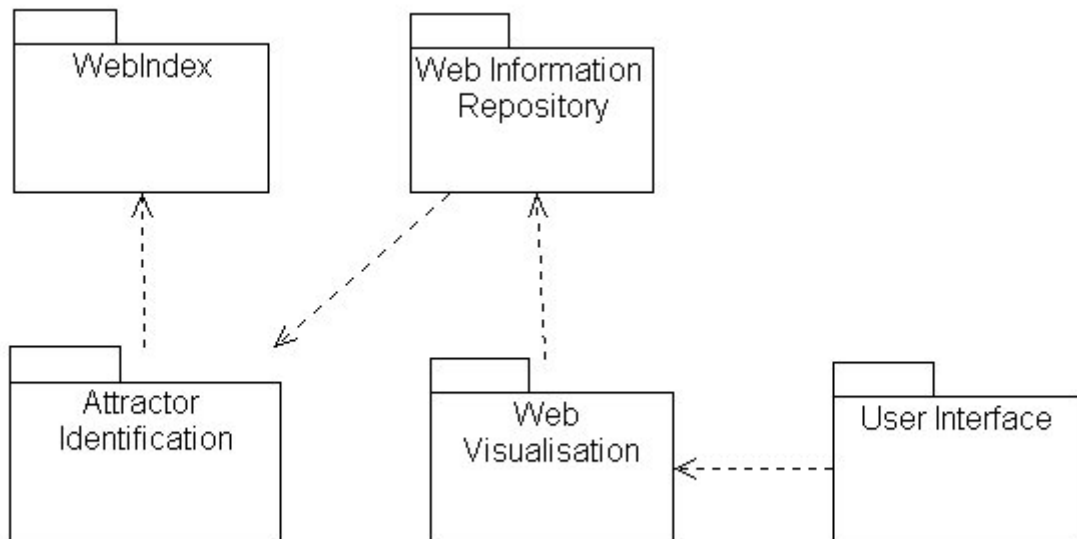 WebIndex
Web Information
Repository
Attractor
Identification
Web
Visualisation
User Interface